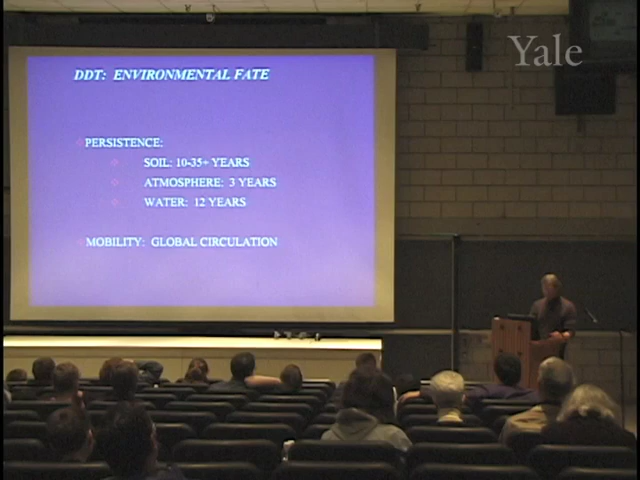 Yale
DDT: ENVIRONMENTAL FATE
PERSISTENCE:
SOIL: 10-35+ YEARS
ATMOSPHERE: 3 YEARS
WATER: 12 YEARS
MOBILITY: GLOBAL CIRCULATION